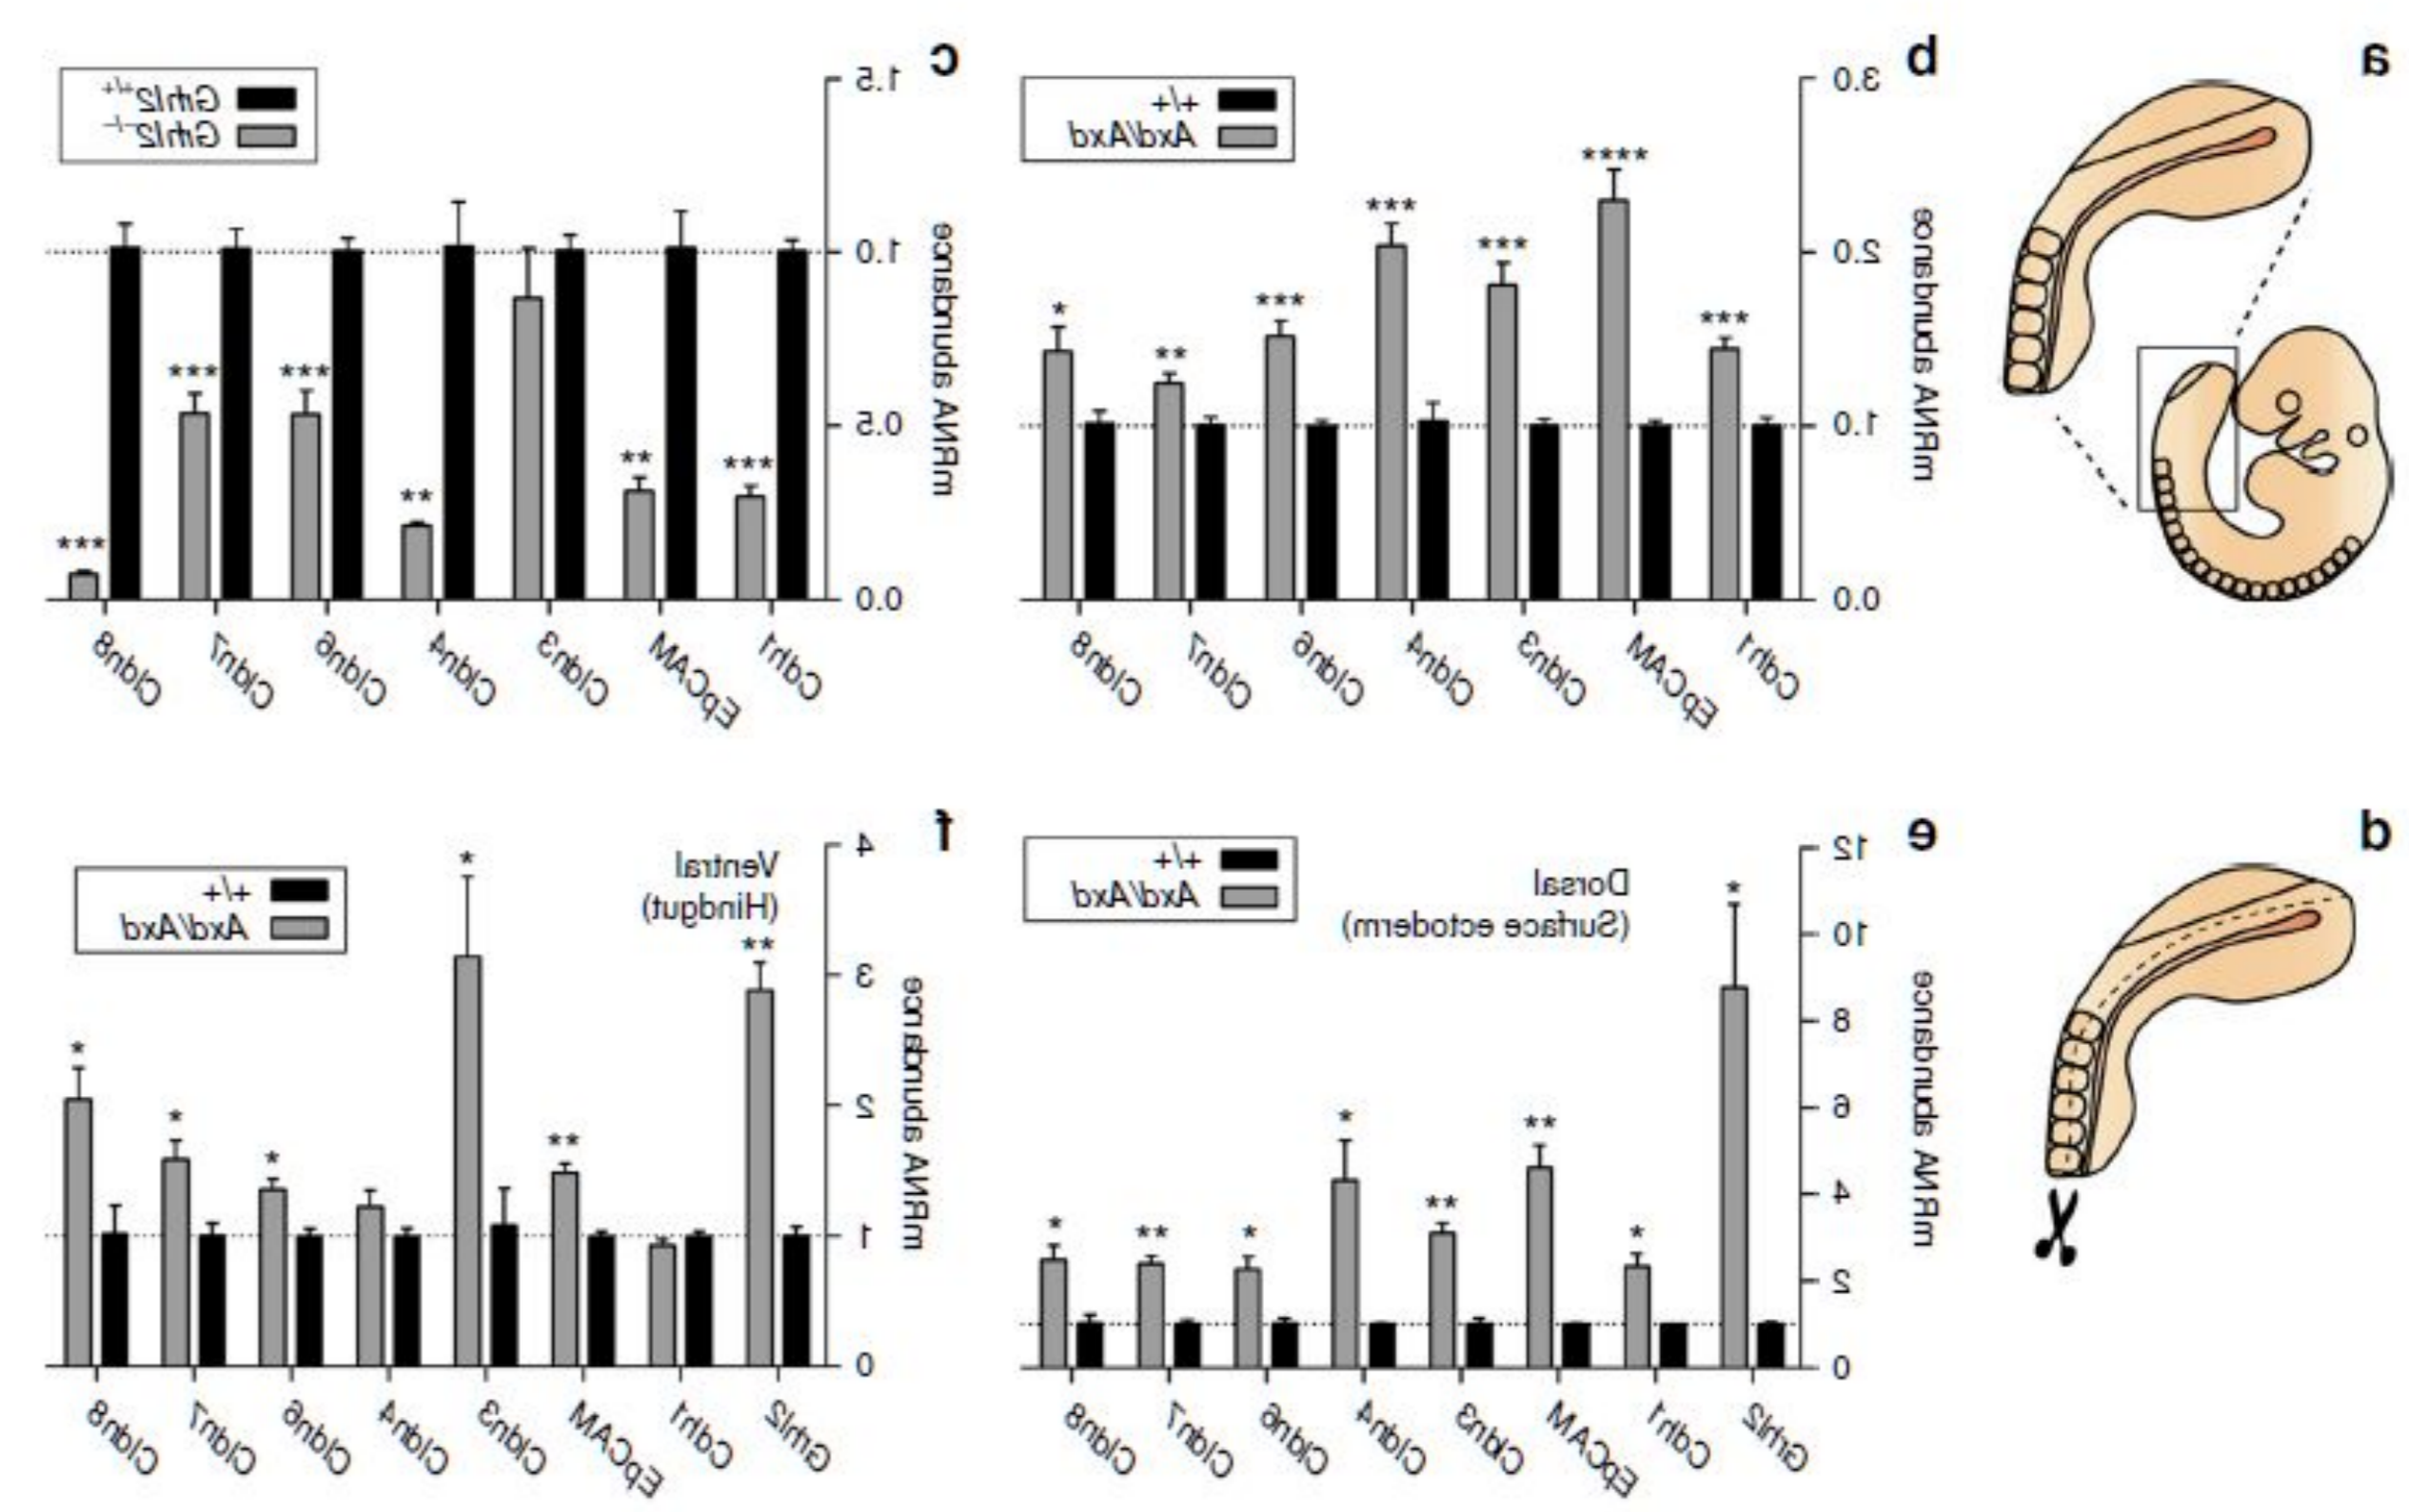 a
b
3.0
2.0
1.0
0.0
mRNA abundance
+/+
Axd/Axd
*
**
***
***
***
****
***
Cdh1
EpCAM
Cldn3
Cldn4
Cldn6
Cldn7
Cldn8
c
1.5
1.0
0.5
0.0
mRNA abundance
Grhl2+/+
Grhl2−/−
***
**
**
***
***
***
Cdh1
EpCAM
Cldn3
Cldn4
Cldn6
Cldn7
Cldn8
d
e
12
10
8
6
4
2
0
mRNA abundance
Dorsal
(Surface ectoderm)
+/+
Axd/Axd
*
*
**
**
*
*
**
*
Grhl2
Cdh1
EpCAM
Cldn3
Cldn4
Cldn6
Cldn7
Cldn8
f
4
3
2
1
0
mRNA abundance
Ventral
(Hindgut)
+/+
Axd/Axd
**
**
*
*
*
*
Grhl2
Cdh1
EpCAM
Cldn3
Cldn4
Cldn6
Cldn7
Cldn8